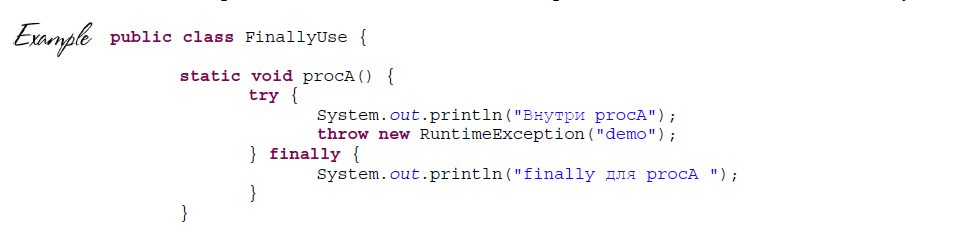 Example public class FinallyUse {
static void procA() {
try {
System.out.println("Внутри procA");
throw new RuntimeException("demo");
} finally {
System.out.println("finally для procA ");
}
}